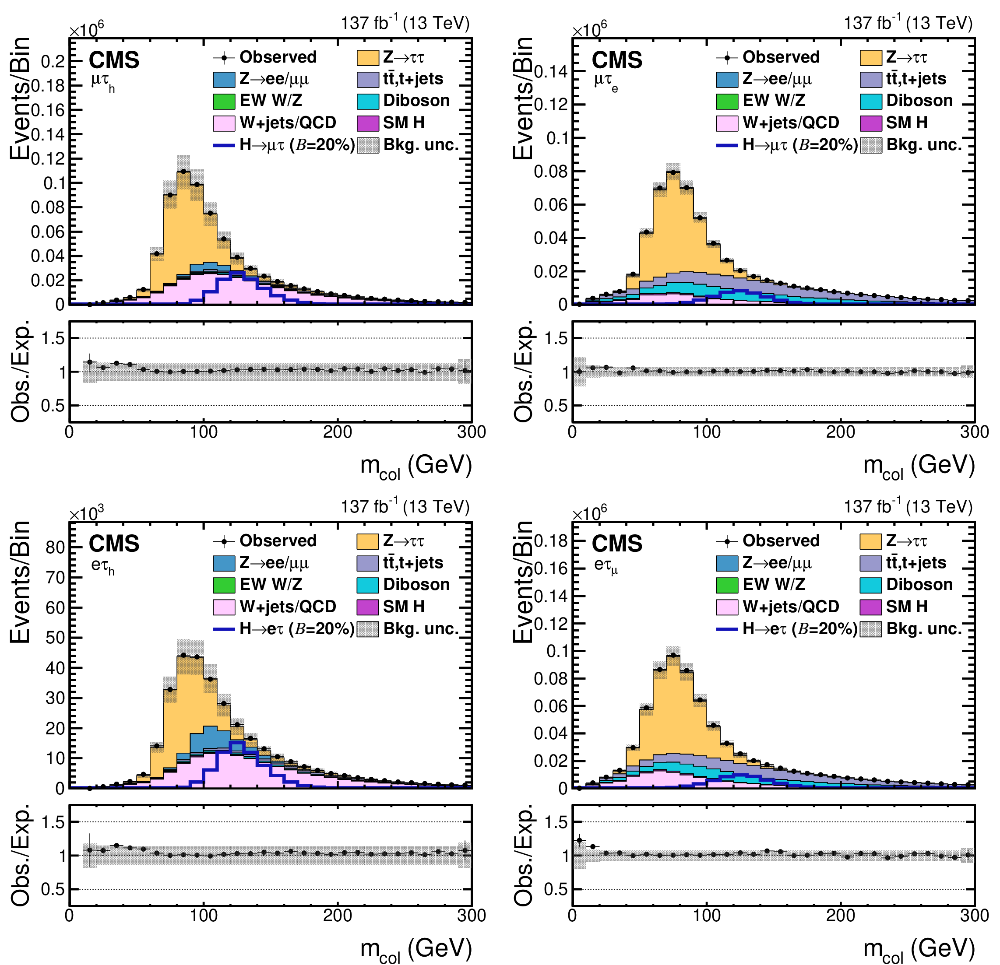 ×10⁶
137 fb⁻¹ (13 TeV)
Events/Bin
CMS
μτₕ
Observed
Z→ττ
Z→ee/μμ
tt̄,t+jets
EW W/Z
Diboson
W+jets/QCD
SM H
H→μτ (B=20%)
Bkg. unc.
0.2
0.18
0.16
0.14
0.12
0.1
0.08
0.06
0.04
0.02
0
Obs./Exp.
1.5
1
0.5
0 100 200 300
m_col (GeV)
×10⁶
137 fb⁻¹ (13 TeV)
Events/Bin
CMS
μτₑ
Observed
Z→ττ
Z→ee/μμ
tt̄,t+jets
EW W/Z
Diboson
W+jets/QCD
SM H
H→μτ (B=20%)
Bkg. unc.
0.14
0.12
0.1
0.08
0.06
0.04
0.02
0
Obs./Exp.
1.5
1
0.5
0 100 200 300
m_col (GeV)
×10³
137 fb⁻¹ (13 TeV)
Events/Bin
CMS
eτₕ
Observed
Z→ττ
Z→ee/μμ
tt̄,t+jets
EW W/Z
Diboson
W+jets/QCD
SM H
H→eτ (B=20%)
Bkg. unc.
80
70
60
50
40
30
20
10
0
Obs./Exp.
1.5
1
0.5
0 100 200 300
m_col (GeV)
×10⁶
137 fb⁻¹ (13 TeV)
Events/Bin
CMS
eτ_μ
Observed
Z→ττ
Z→ee/μμ
tt̄,t+jets
EW W/Z
Diboson
W+jets/QCD
SM H
H→eτ (B=20%)
Bkg. unc.
0.18
0.16
0.14
0.12
0.1
0.08
0.06
0.04
0.02
0
Obs./Exp.
1.5
1
0.5
0 100 200 300
m_col (GeV)